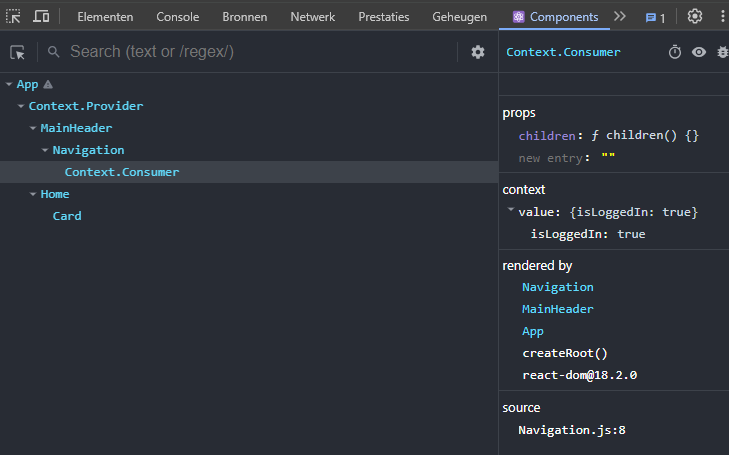 Elementen Console Bronnen Netwerk Prestaties Geheugen Components 1
Search (text or /regex/)
App
Context.Provider
MainHeader
Navigation
Context.Consumer
Home
Card
Context.Consumer
props
children: ƒ children() {}
new entry: ""
context
value: {isLoggedIn: true}
isLoggedIn: true
rendered by
Navigation
MainHeader
App
createRoot()
react-dom@18.2.0
source
Navigation.js:8